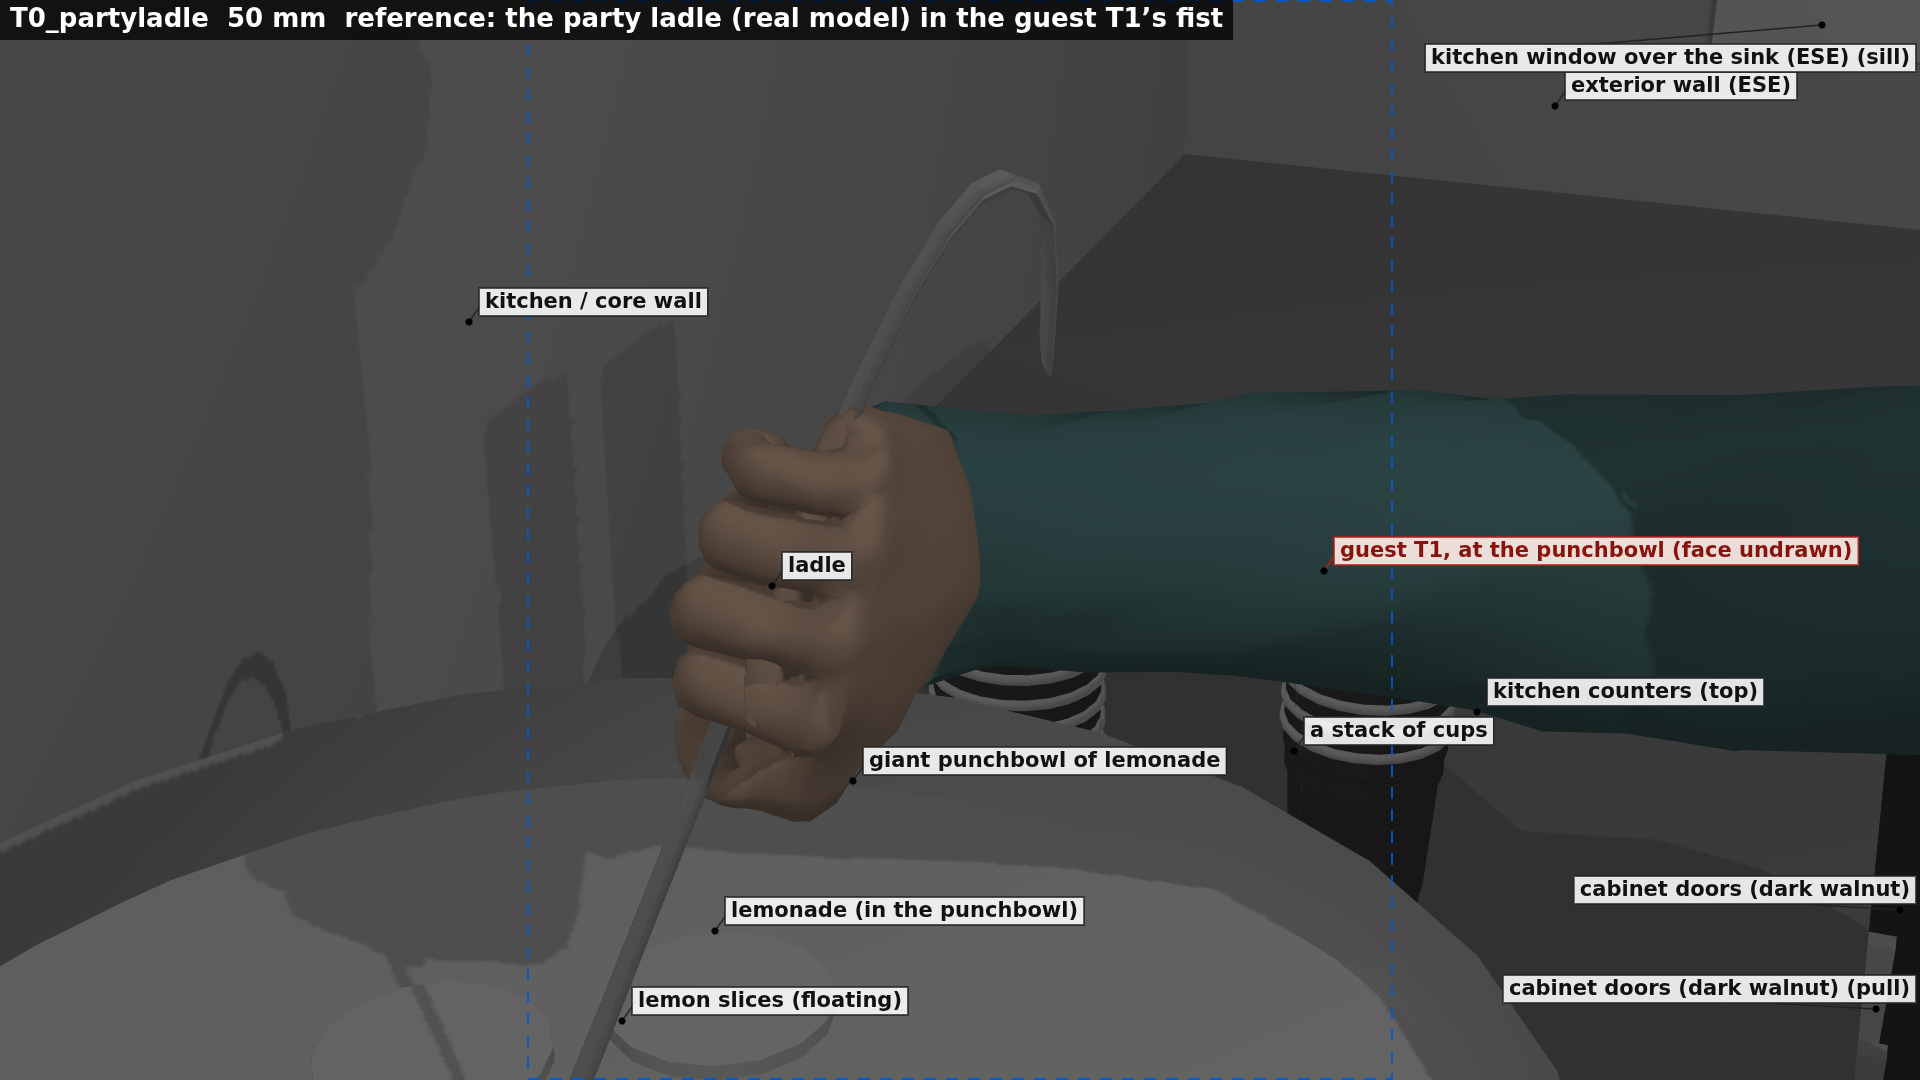 T0_partyladle  50 mm  reference: the party ladle (real model) in the guest T1’s fist
kitchen window over the sink (ESE) (sill)
exterior wall (ESE)
kitchen / core wall
guest T1, at the punchbowl (face undrawn)
ladle
kitchen counters (top)
a stack of cups
giant punchbowl of lemonade
cabinet doors (dark walnut)
lemonade (in the punchbowl)
cabinet doors (dark walnut) (pull)
lemon slices (floating)